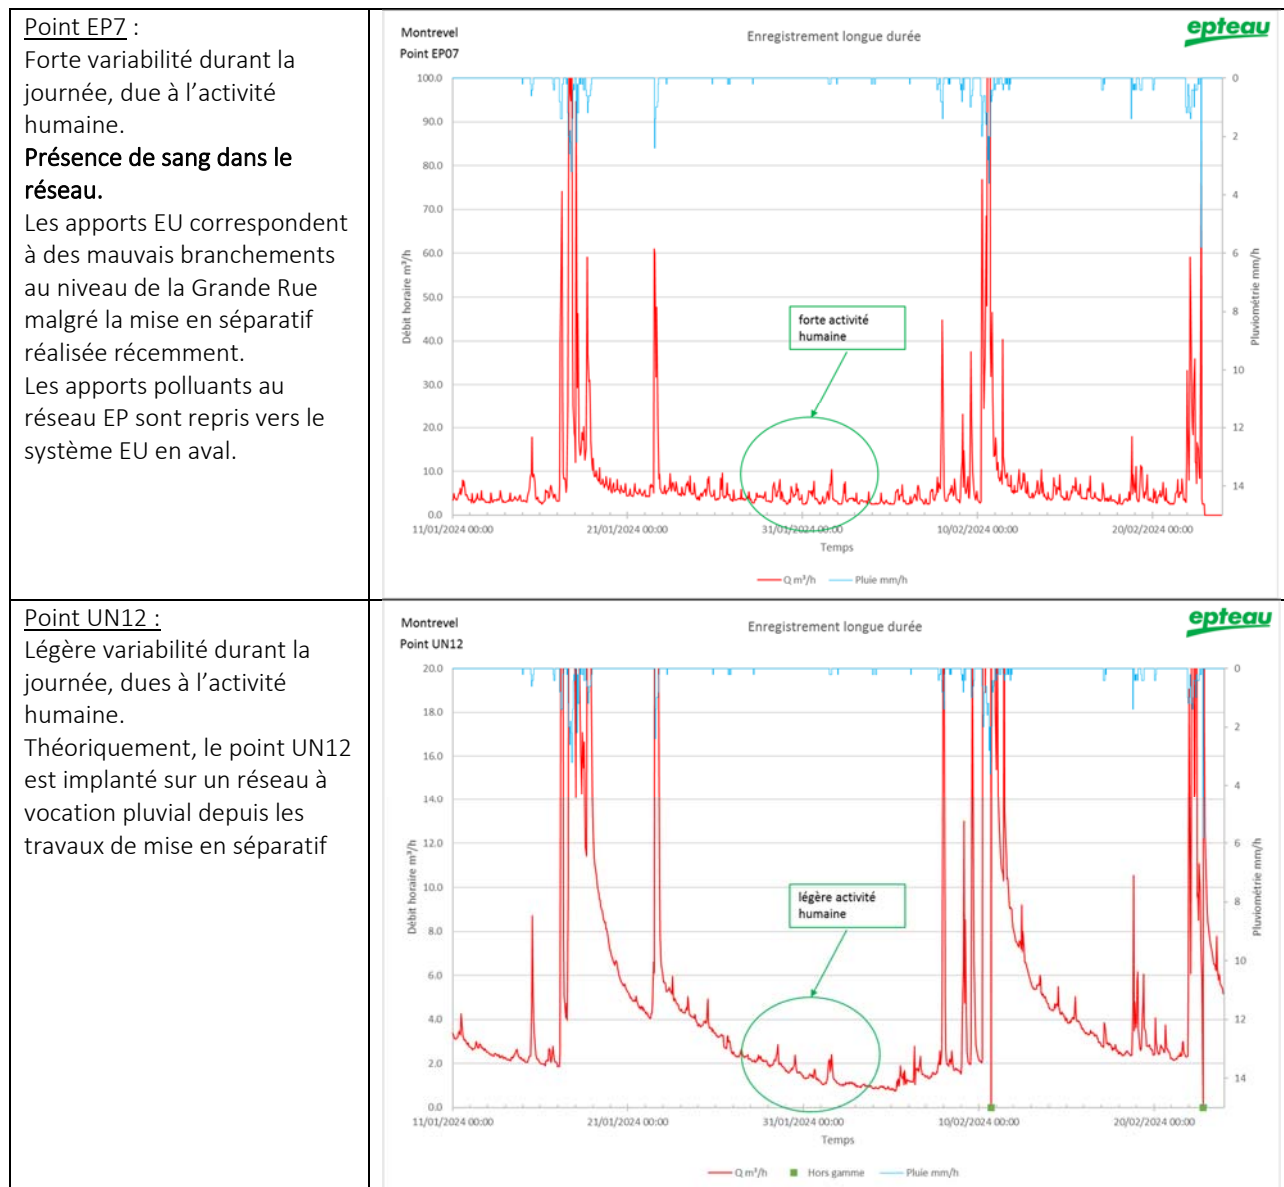 Point EP7 :
Forte variabilité durant la
journée, due à l’activité
humaine.
Présence de sang dans le
réseau.
Les apports EU correspondent
à des mauvais branchements
au niveau de la Grande Rue
malgré la mise en séparatif
réalisée récemment.
Les apports polluants au
réseau EP sont repris vers le
système EU en aval.
Montrevel
Point EP07
Enregistrement longue durée
epteau
100.0
90.0
80.0
70.0
60.0
50.0
40.0
30.0
20.0
10.0
0.0
Débit horaire m³/h
forte activité
humaine
0
2
4
6
8
10
12
14
Pluviométrie mm/h
11/01/2024 00:00
21/01/2024 00:00
31/01/2024 00:00
10/02/2024 00:00
20/02/2024 00:00
Temps
Q m³/h
Pluie mm/h
Point UN12 :
Légère variabilité durant la
journée, dues à l’activité
humaine.
Théoriquement, le point UN12
est implanté sur un réseau à
vocation pluvial depuis les
travaux de mise en séparatif
Montrevel
Point UN12
Enregistrement longue durée
epteau
20.0
18.0
16.0
14.0
12.0
10.0
8.0
6.0
4.0
2.0
0.0
Débit horaire m³/h
légère activité
humaine
0
2
4
6
8
10
12
14
Pluviométrie mm/h
11/01/2024 00:00
21/01/2024 00:00
31/01/2024 00:00
10/02/2024 00:00
20/02/2024 00:00
Temps
Q m³/h
Hors gamme
Pluie mm/h